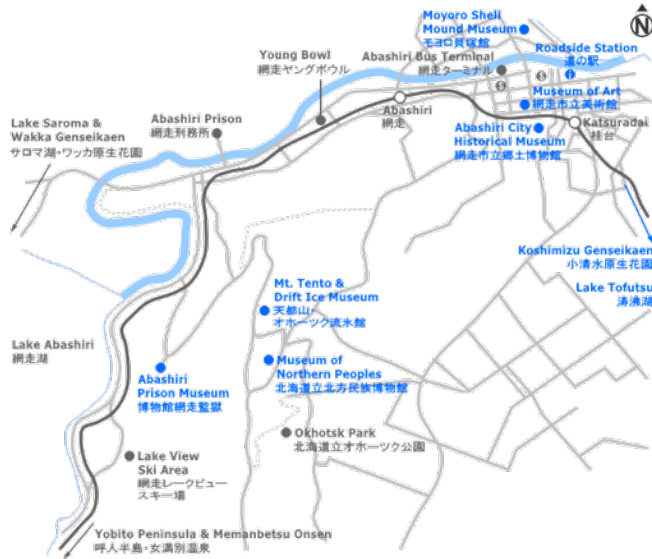 Moyoro Shell
Mound Museum
モヨロ貝塚館
N
Young Bowl
網走ヤングボウル
Abashiri Bus Terminal
網走ターミナル
Roadside Station
道の駅
Lake Saroma &
Wakka Genseikaen
サロマ湖・ワッカ原生花園
Abashiri Prison
網走刑務所
Abashiri
網走
Museum of Art
網走市立美術館
Katsuradai
桂台
Abashiri City
Historical Museum
網走市立郷土博物館
Koshimizu Genseikaen
小清水原生花園
Lake Tofutsu
涛沸湖
Mt. Tento &
Drift Ice Museum
天都山・
オホーツク流氷館
Lake Abashiri
網走湖
Museum of
Northern Peoples
北海道立北方民族博物館
Abashiri
Prison Museum
博物館網走監獄
Okhotsk Park
北海道立オホーツク公園
Lake View
Ski Area
網走レークビュー
スキー場
Yobito Peninsula & Memanbetsu Onsen
呼人半島・女満別温泉